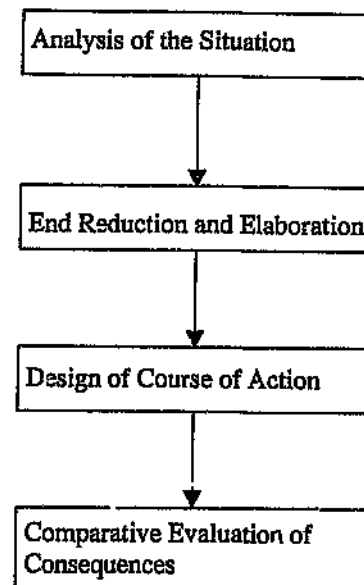 Analysis of the Situation
End Reduction and Elaboration
Design of Course of Action
Comparative Evaluation of
Consequences